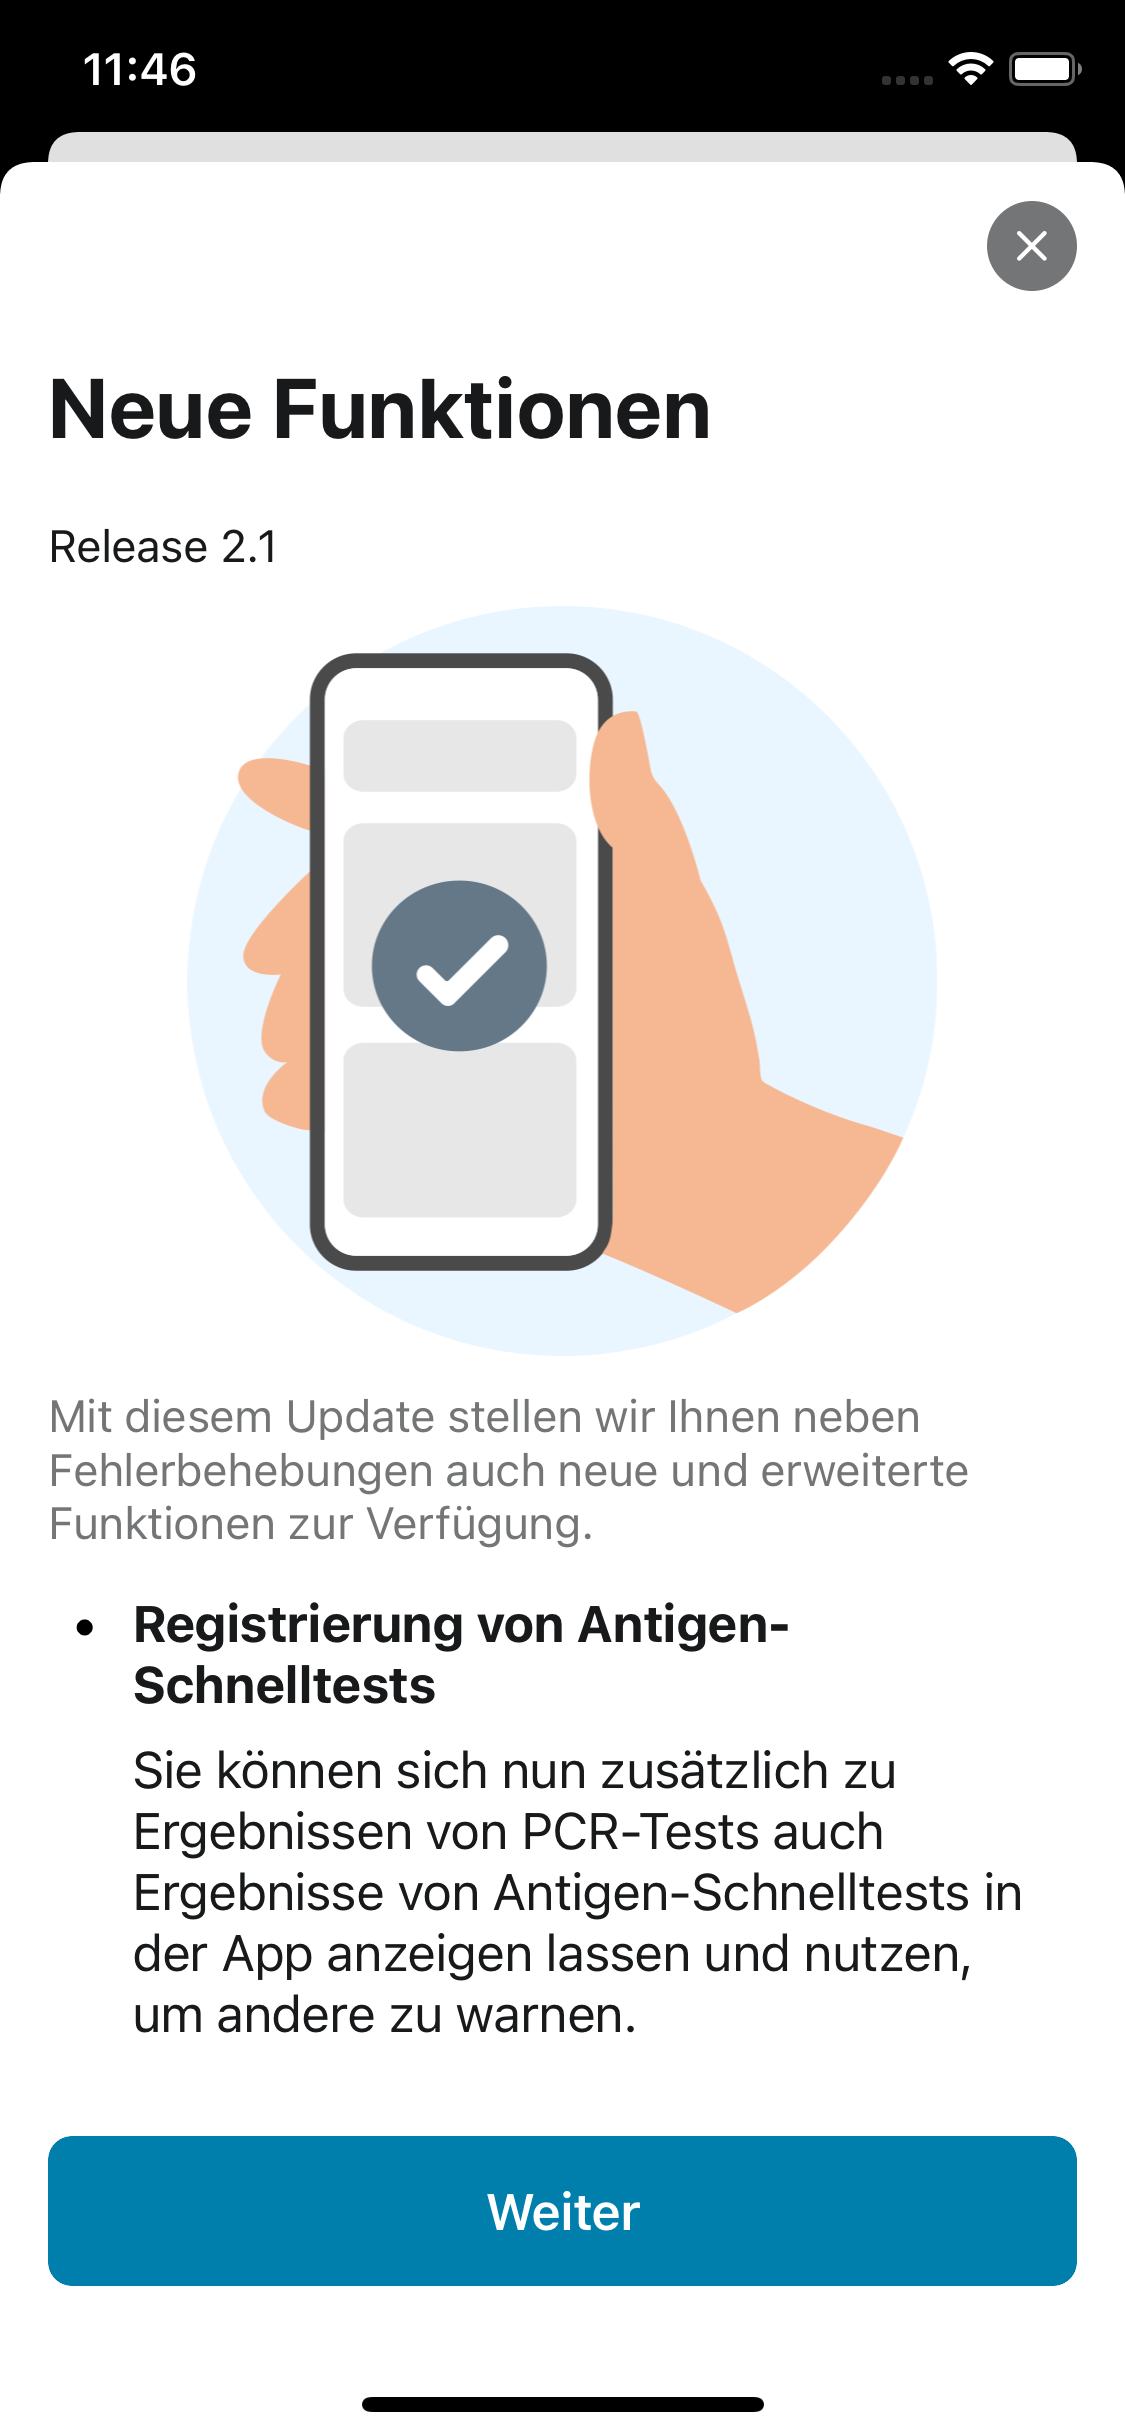 11:46
Neue Funktionen
Release 2.1
Mit diesem Update stellen wir Ihnen neben
Fehlerbehebungen auch neue und erweiterte
Funktionen zur Verfügung.
• Registrierung von Antigen-
Schnelltests
Sie können sich nun zusätzlich zu
Ergebnissen von PCR-Tests auch
Ergebnisse von Antigen-Schnelltests in
der App anzeigen lassen und nutzen,
um andere zu warnen.
Weiter